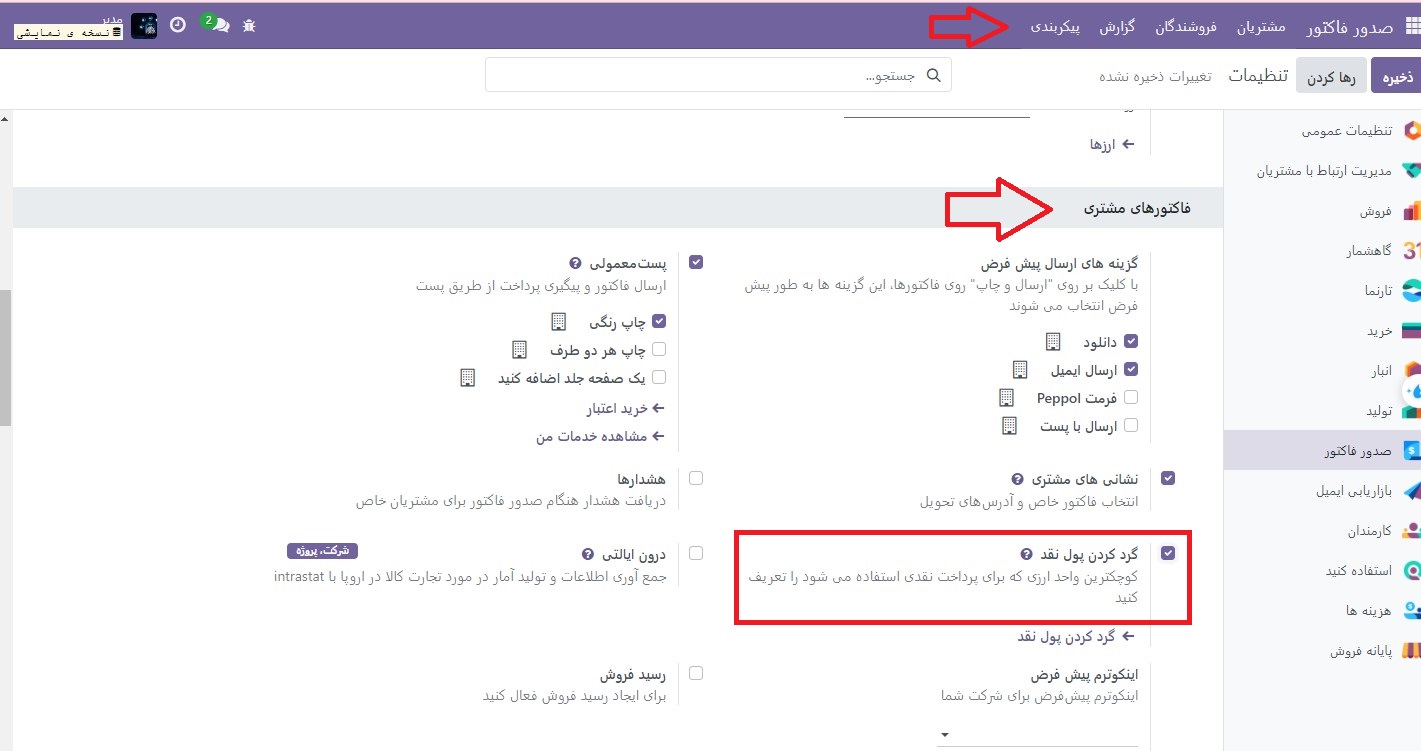 صدور فاکتور
مشتریان
فروشندگان
گزارش
پیکربندی
2
مدیر
نسخه ی نمایشی
ذخیره
رها کردن
تنظیمات
تغییرات ذخیره نشده
جستجو...
تنظیمات عمومی
مدیریت ارتباط با مشتریان
فروش
گاهشمار
تارنما
خرید
انبار
تولید
صدور فاکتور
بازاریابی ایمیل
کارمندان
استفاده کنید
هزینه ها
پایانه فروش
ارزها
فاکتورهای مشتری
گزینه های ارسال پیش فرض
با کلیک بر روی "ارسال و چاپ" روی فاکتورها، این گزینه ها به طور پیش
فرض انتخاب می شوند
دانلود
ارسال ایمیل
فرمت Peppol
ارسال با پست
پست‌معمولی
ارسال فاکتور و پیگیری پرداخت از طریق پست
چاپ رنگی
چاپ هر دو طرف
یک صفحه جلد اضافه کنید
خرید اعتبار
مشاهده خدمات من
نشانی های مشتری
انتخاب فاکتور خاص و آدرس‌های تحویل
هشدارها
دریافت هشدار هنگام صدور فاکتور برای مشتریان خاص
گرد کردن پول نقد
کوچکترین واحد ارزی که برای پرداخت نقدی استفاده می شود را تعریف
کنید
گرد کردن پول نقد
درون ایالتی
شرکت، پروژه
جمع آوری اطلاعات و تولید آمار در مورد تجارت کالا در اروپا با intrastat
اینکوترم پیش فرض
اینکوترم پیش‌فرض برای شرکت شما
رسید فروش
برای ایجاد رسید فروش فعال کنید